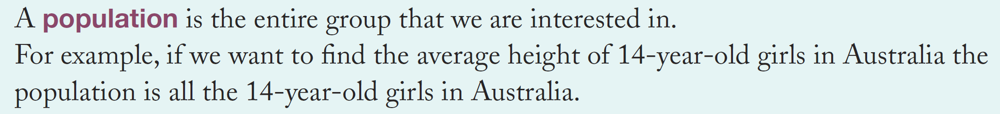 A population is the entire group that we are interested in.
For example, if we want to find the average height of 14-year-old girls in Australia the
population is all the 14-year-old girls in Australia.